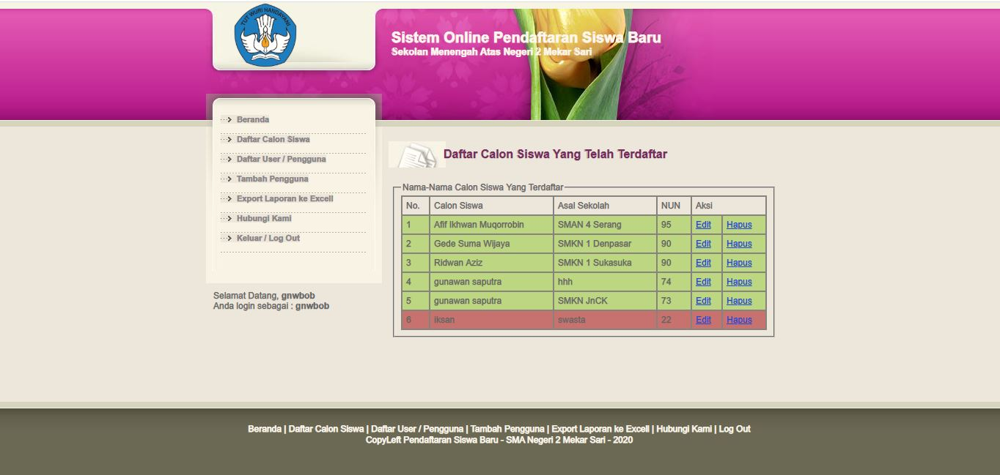 TUT WURI HANDAYANI
Sistem Online Pendaftaran Siswa Baru
Sekolan Menengah Atas Negeri 2 Mekar Sari
Beranda
Daftar Calon Siswa
Daftar User / Pengguna
Tambah Pengguna
Export Laporan ke Excell
Hubungi Kami
Keluar / Log Out
Selamat Datang, gnwbob
Anda login sebagai : gnwbob
Daftar Calon Siswa Yang Telah Terdaftar
Nama-Nama Calon Siswa Yang Terdaftar
No. Calon Siswa Asal Sekolah NUN Aksi
1 Afif Ikhwan Muqorrobin SMAN 4 Serang 95 Edit Hapus
2 Gede Suma Wijaya SMKN 1 Denpasar 90 Edit Hapus
3 Ridwan Aziz SMKN 1 Sukasuka 90 Edit Hapus
4 gunawan saputra hhh 74 Edit Hapus
5 gunawan saputra SMKN JnCK 73 Edit Hapus
6 iksan swasta 22 Edit Hapus
Beranda | Daftar Calon Siswa | Daftar User / Pengguna | Tambah Pengguna | Export Laporan ke Excell | Hubungi Kami | Log Out
CopyLeft Pendaftaran Siswa Baru - SMA Negeri 2 Mekar Sari - 2020